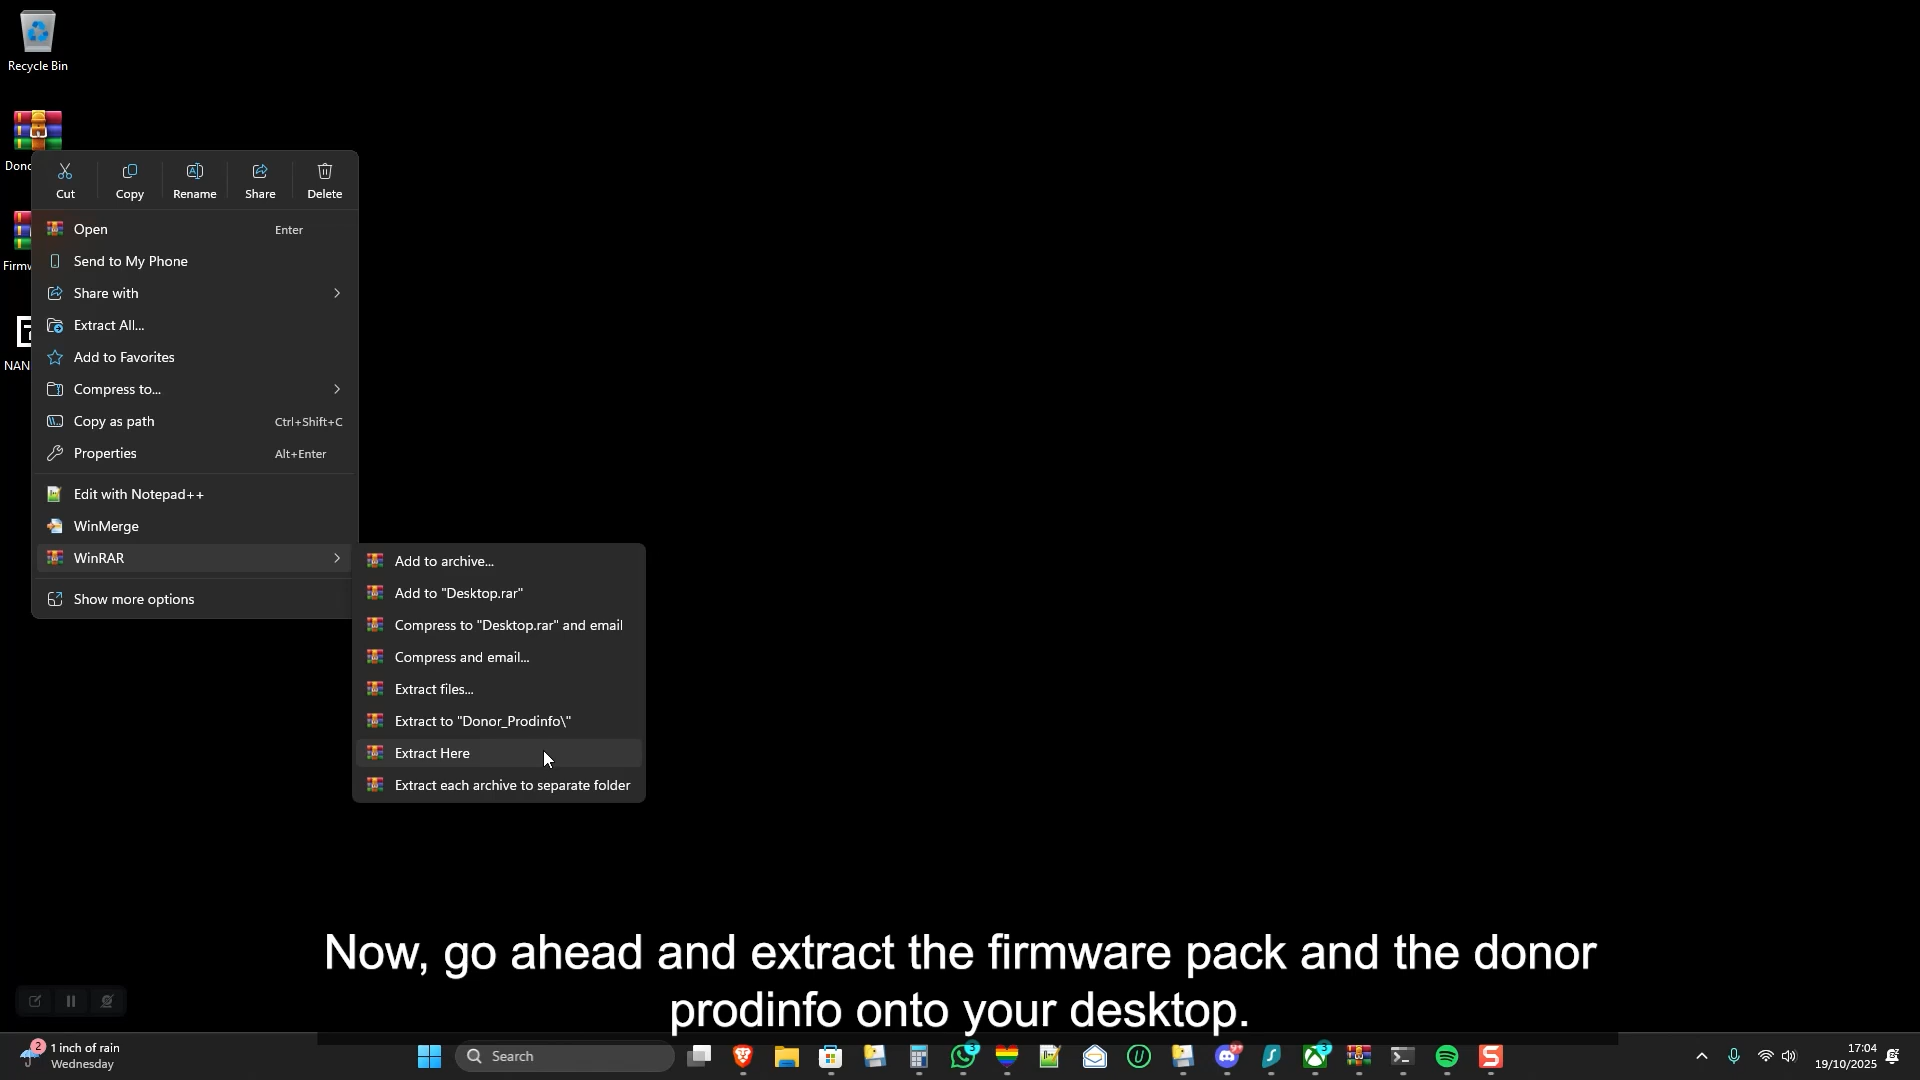 Recycle Bin
Donc
Firmw
NAN
Cut
Copy
Rename
Share
Delete
Open Enter
Send to My Phone
Share with
Extract All...
Add to Favorites
Compress to...
Copy as path Ctrl+Shift+C
Properties Alt+Enter
Edit with Notepad++
WinMerge
WinRAR
Show more options
Add to archive...
Add to "Desktop.rar"
Compress to "Desktop.rar" and email
Compress and email...
Extract files...
Extract to "Donor_Prodinfo\"
Extract Here
Extract each archive to separate folder
Now, go ahead and extract the firmware pack and the donor
prodinfo onto your desktop.
2
1 inch of rain
Wednesday
Search
3
9+
3
17:04
19/10/2025